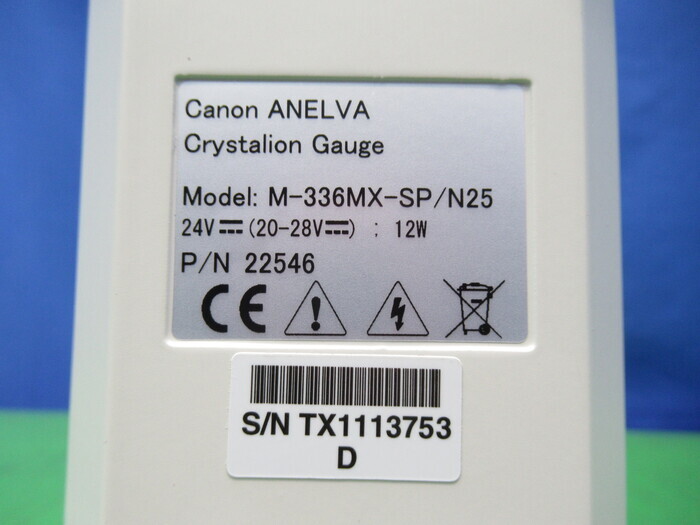 Canon ANELVA
Crystalion Gauge
Model: M-336MX-SP/N25
24V⎓(20-28V⎓) : 12W
P/N 22546
CE
S/N TX1113753
D